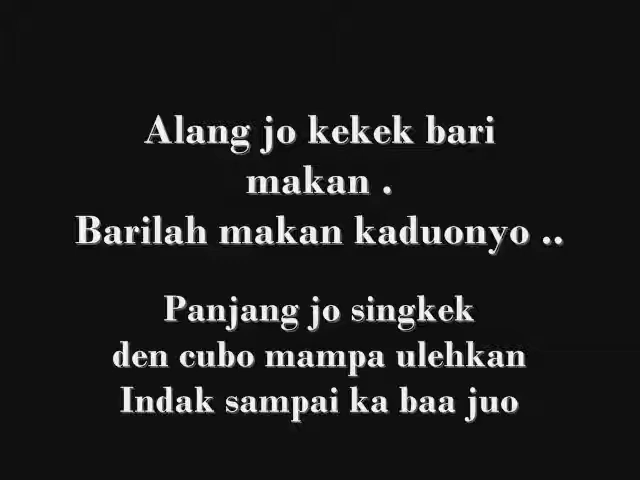 Alang jo kekek bari
makan .
Barilah makan kaduonyo ..
Panjang jo singkek
den cubo mampa ulehkan
Indak sampai ka baa juo